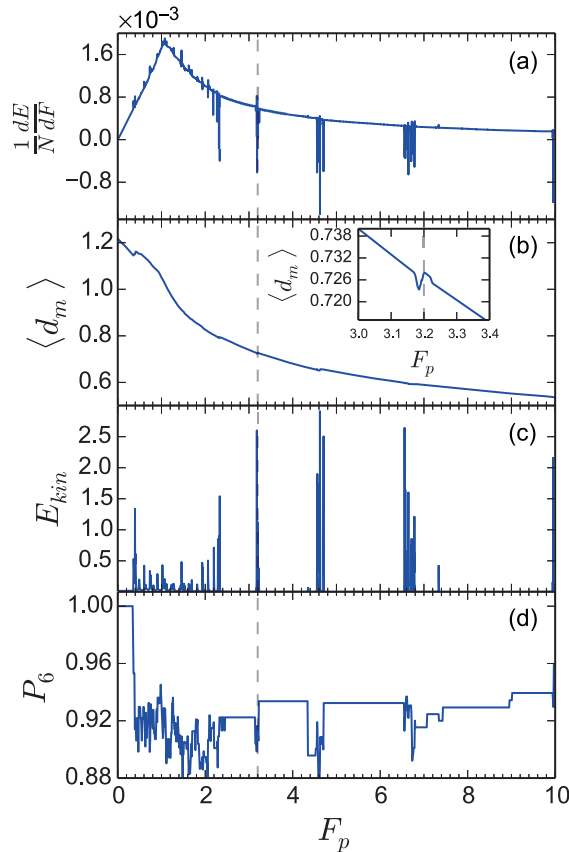 ×10⁻³
1.6
0.8
0.0
−0.8
1/N dE/dF
(a)
1.2
1.0
0.8
0.6
⟨d_m⟩
(b)
0.738
0.732
0.726
0.720
⟨d_m⟩
3.0 3.1 3.2 3.3 3.4
F_p
2.5
2.0
1.5
1.0
0.5
E_kin
(c)
1.00
0.96
0.92
0.88
P_6
(d)
0 2 4 6 8 10
F_p